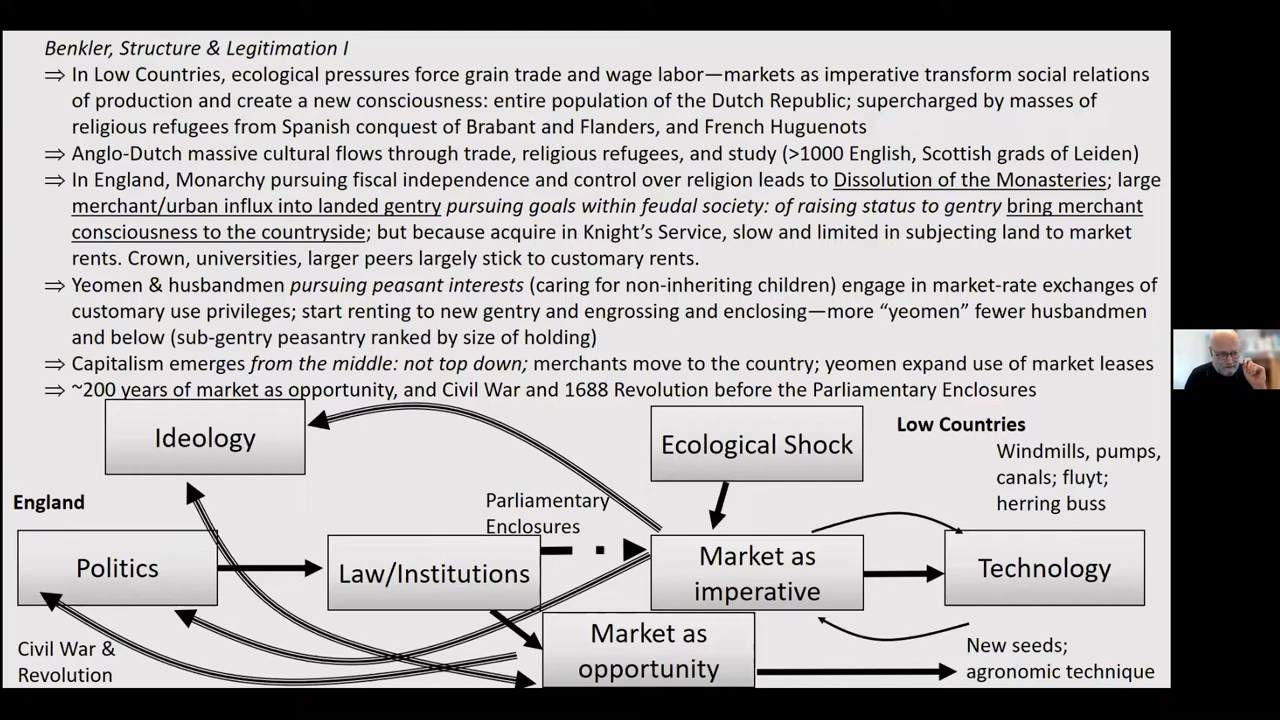 Benkler, Structure & Legitimation I
⇒ In Low Countries, ecological pressures force grain trade and wage labor—markets as imperative transform social relations
of production and create a new consciousness: entire population of the Dutch Republic; supercharged by masses of
religious refugees from Spanish conquest of Brabant and Flanders, and French Huguenots
⇒ Anglo-Dutch massive cultural flows through trade, religious refugees, and study (>1000 English, Scottish grads of Leiden)
⇒ In England, Monarchy pursuing fiscal independence and control over religion leads to Dissolution of the Monasteries; large
merchant/urban influx into landed gentry pursuing goals within feudal society: of raising status to gentry bring merchant
consciousness to the countryside; but because acquire in Knight's Service, slow and limited in subjecting land to market
rents. Crown, universities, larger peers largely stick to customary rents.
⇒ Yeomen & husbandmen pursuing peasant interests (caring for non-inheriting children) engage in market-rate exchanges of
customary use privileges; start renting to new gentry and engrossing and enclosing—more “yeomen” fewer husbandmen
and below (sub-gentry peasantry ranked by size of holding)
⇒ Capitalism emerges from the middle: not top down; merchants move to the country; yeomen expand use of market leases
⇒ ~200 years of market as opportunity, and Civil War and 1688 Revolution before the Parliamentary Enclosures
Ideology
Ecological Shock
Low Countries
Windmills, pumps,
canals; fluyt;
herring buss
England
Parliamentary
Enclosures
Politics
Law/Institutions
Market as
imperative
Technology
Market as
opportunity
Civil War &
Revolution
New seeds;
agronomic technique